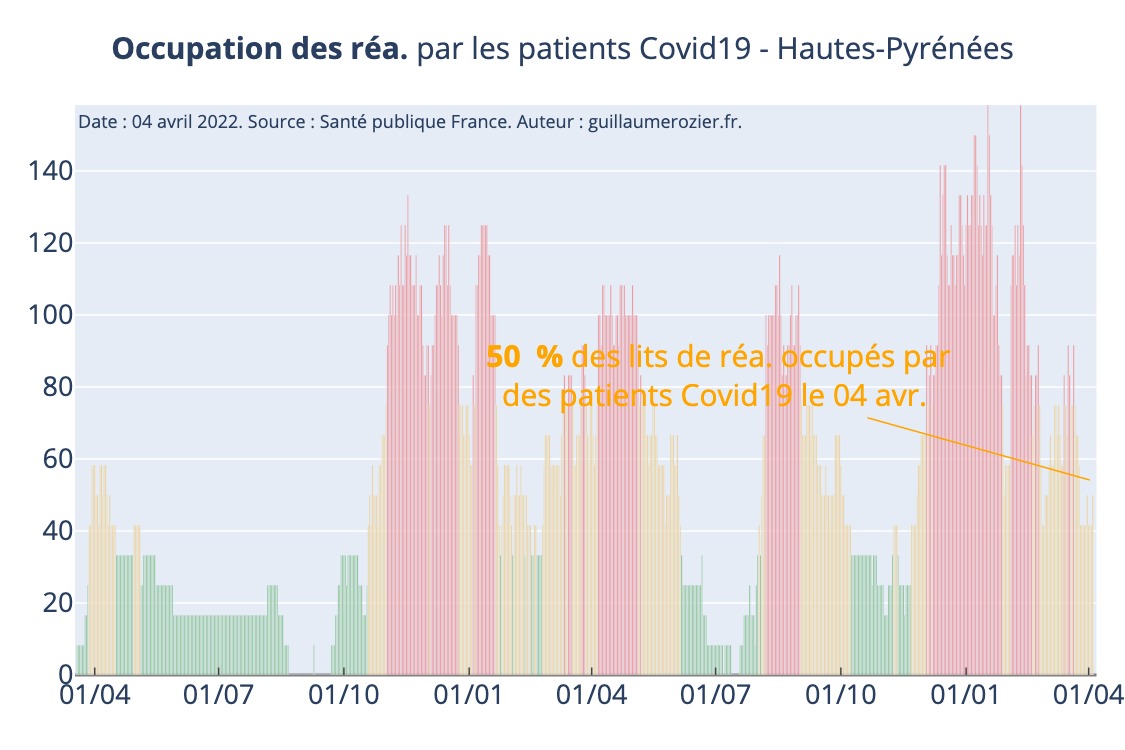 Occupation des réa. par les patients Covid19 - Hautes-Pyrénées
Date : 04 avril 2022. Source : Santé publique France. Auteur : guillaumerozier.fr.
140
120
100
80
60
40
20
0
50 % des lits de réa. occupés par
des patients Covid19 le 04 avr.
01/04 01/07 01/10 01/01 01/04 01/07 01/10 01/01 01/04